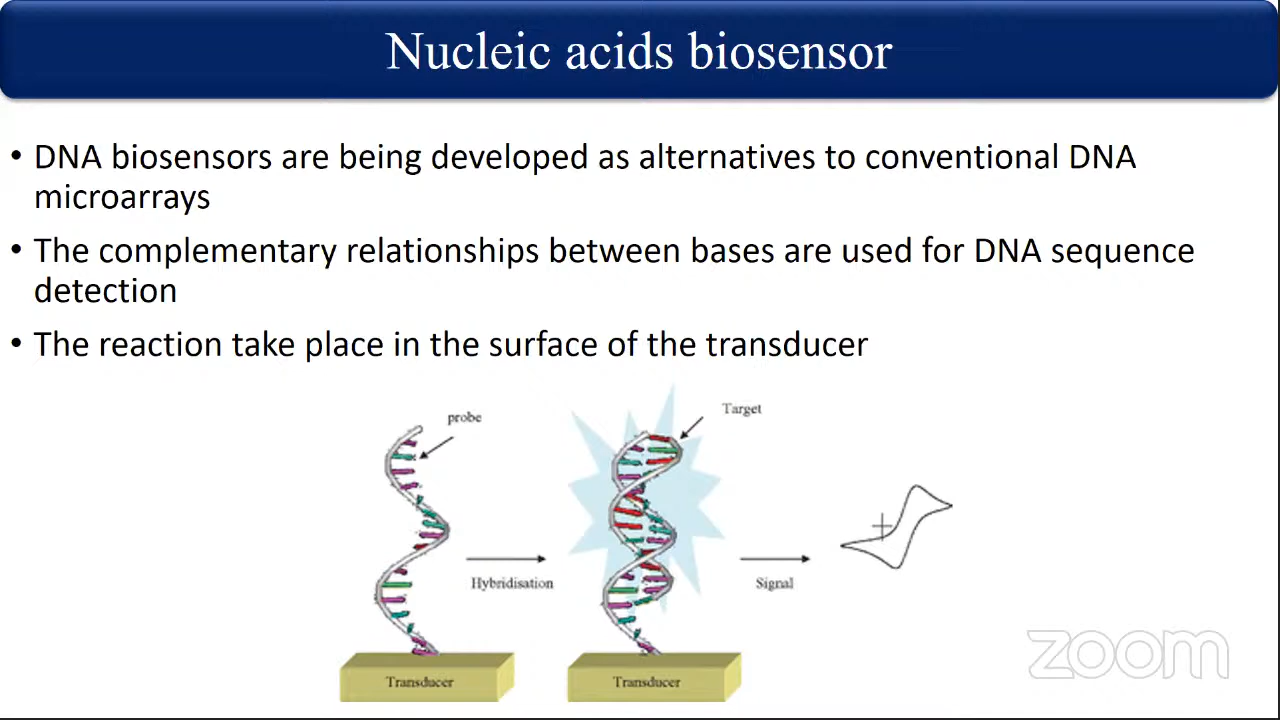 Nucleic acids biosensor
• DNA biosensors are being developed as alternatives to conventional DNA
microarrays
• The complementary relationships between bases are used for DNA sequence
detection
• The reaction take place in the surface of the transducer
probe
Target
Hybridisation
Signal
Transducer
Transducer
zoom